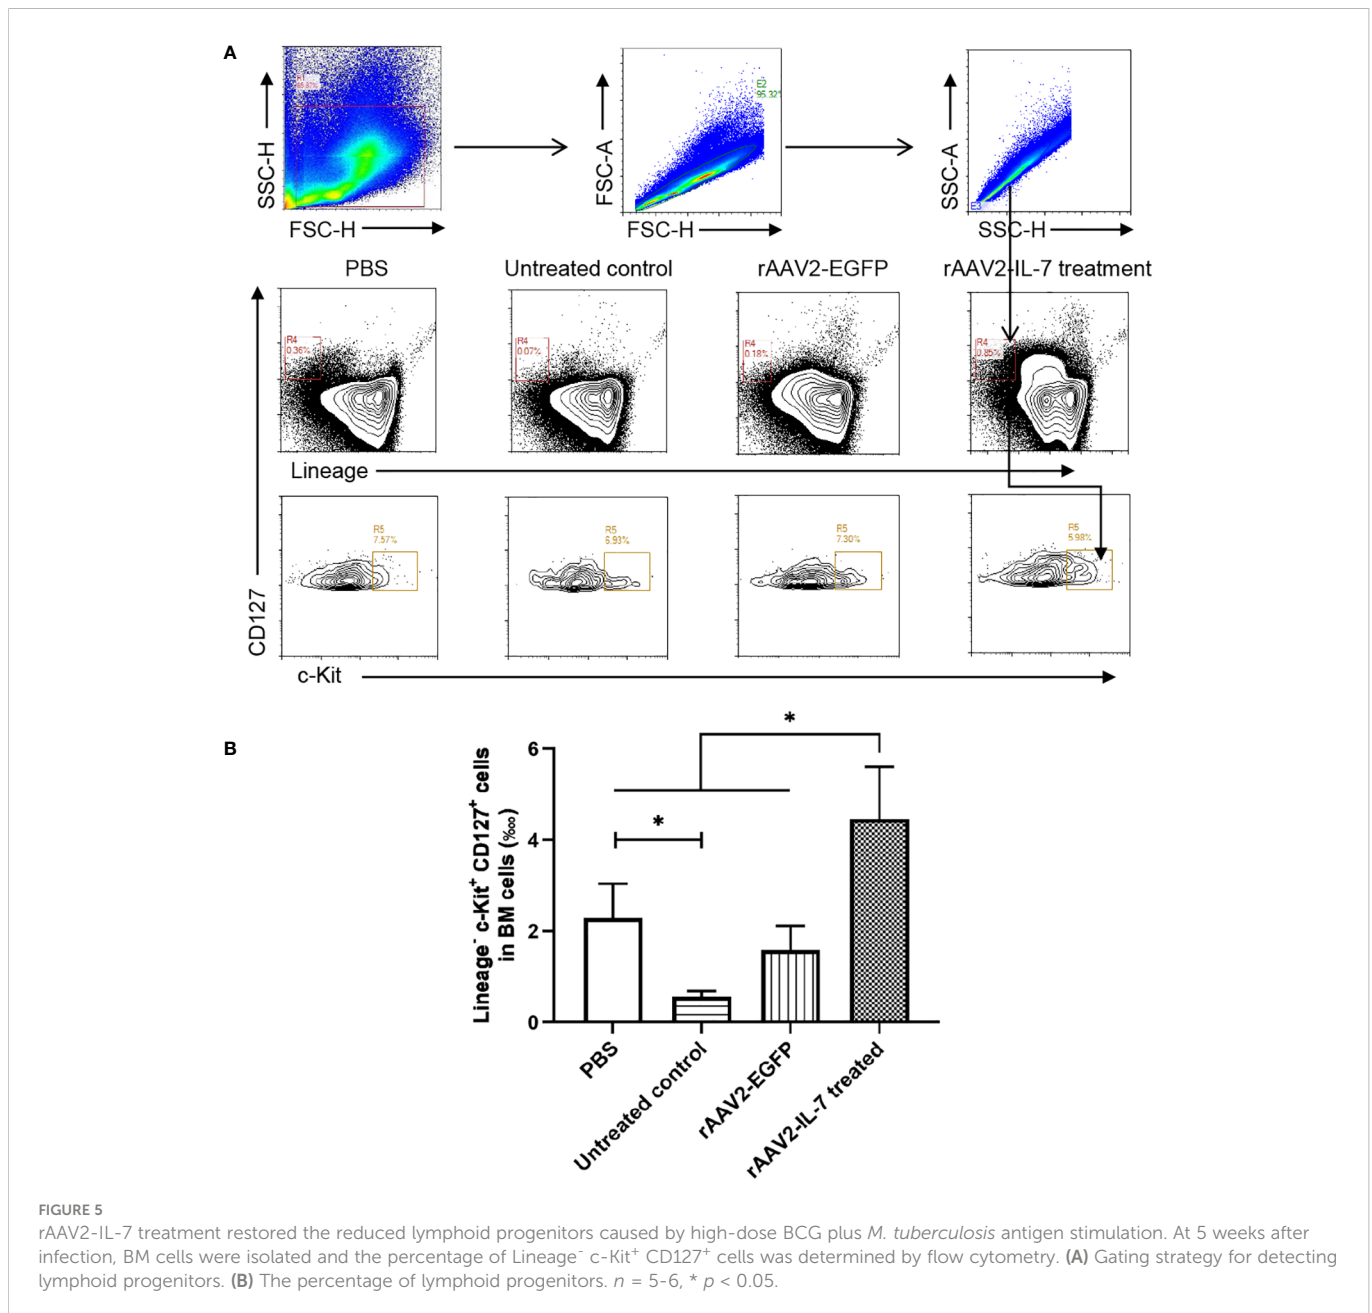 A
SSC-H
R1
FSC-H
FSC-A
E2
95.32%
FSC-H
SSC-A
E3
SSC-H
PBS
Untreated control
rAAV2-EGFP
rAAV2-IL-7 treatment
R4
0.36%
R4
0.07%
R4
0.18%
R4
0.85%
Lineage
CD127
R5
7.57%
R5
6.93%
R5
7.30%
R5
5.98%
c-Kit
B
Lineage⁻ c-Kit⁺ CD127⁺ cells
in BM cells (‱)
6
4
2
0
*
*
PBS
Untreated control
rAAV2-EGFP
rAAV2-IL-7 treated
FIGURE 5
rAAV2-IL-7 treatment restored the reduced lymphoid progenitors caused by high-dose BCG plus M. tuberculosis antigen stimulation. At 5 weeks after
infection, BM cells were isolated and the percentage of Lineage⁻ c-Kit⁺ CD127⁺ cells was determined by flow cytometry. (A) Gating strategy for detecting
lymphoid progenitors. (B) The percentage of lymphoid progenitors. n = 5-6, * p < 0.05.